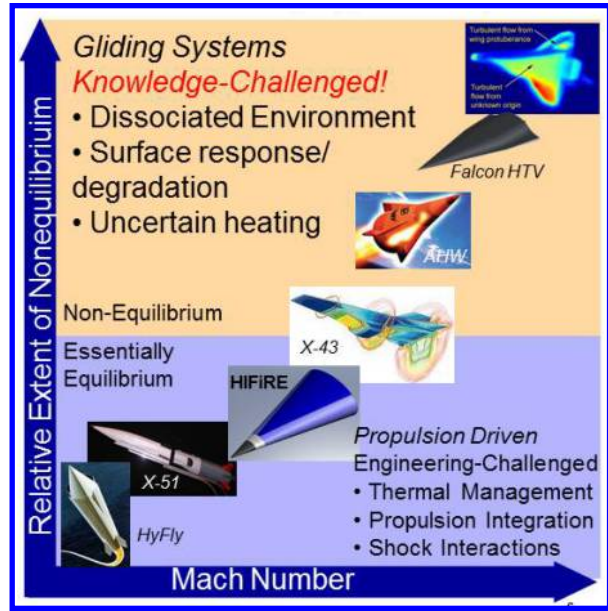 Relative Extent of Nonequilibriuim
Gliding Systems
Knowledge-Challenged!
• Dissociated Environment
• Surface response/
degradation
• Uncertain heating
Turbulent flow from
wing protuberance
Turbulent
flow from
unknown origin
Falcon HTV
AHW
Non-Equilibrium
X-43
Essentially
Equilibrium
HIFiRE
X-51
HyFly
Propulsion Driven
Engineering-Challenged
• Thermal Management
• Propulsion Integration
• Shock Interactions
Mach Number